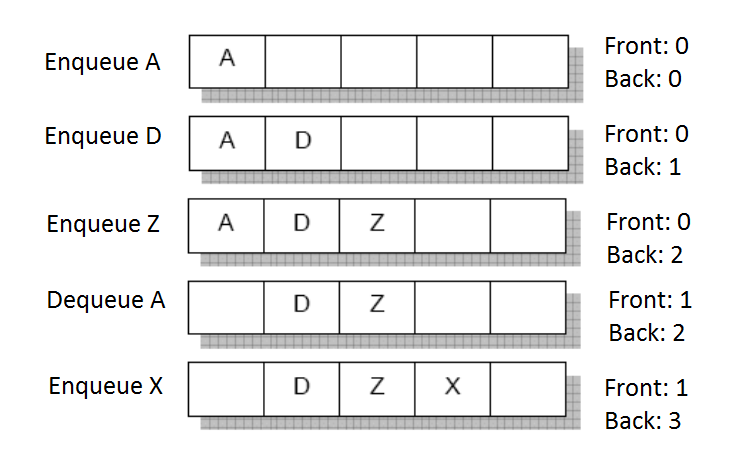 Enqueue A
A
Front: 0
Back: 0
Enqueue D
A D
Front: 0
Back: 1
Enqueue Z
A D Z
Front: 0
Back: 2
Dequeue A
D Z
Front: 1
Back: 2
Enqueue X
D Z X
Front: 1
Back: 3